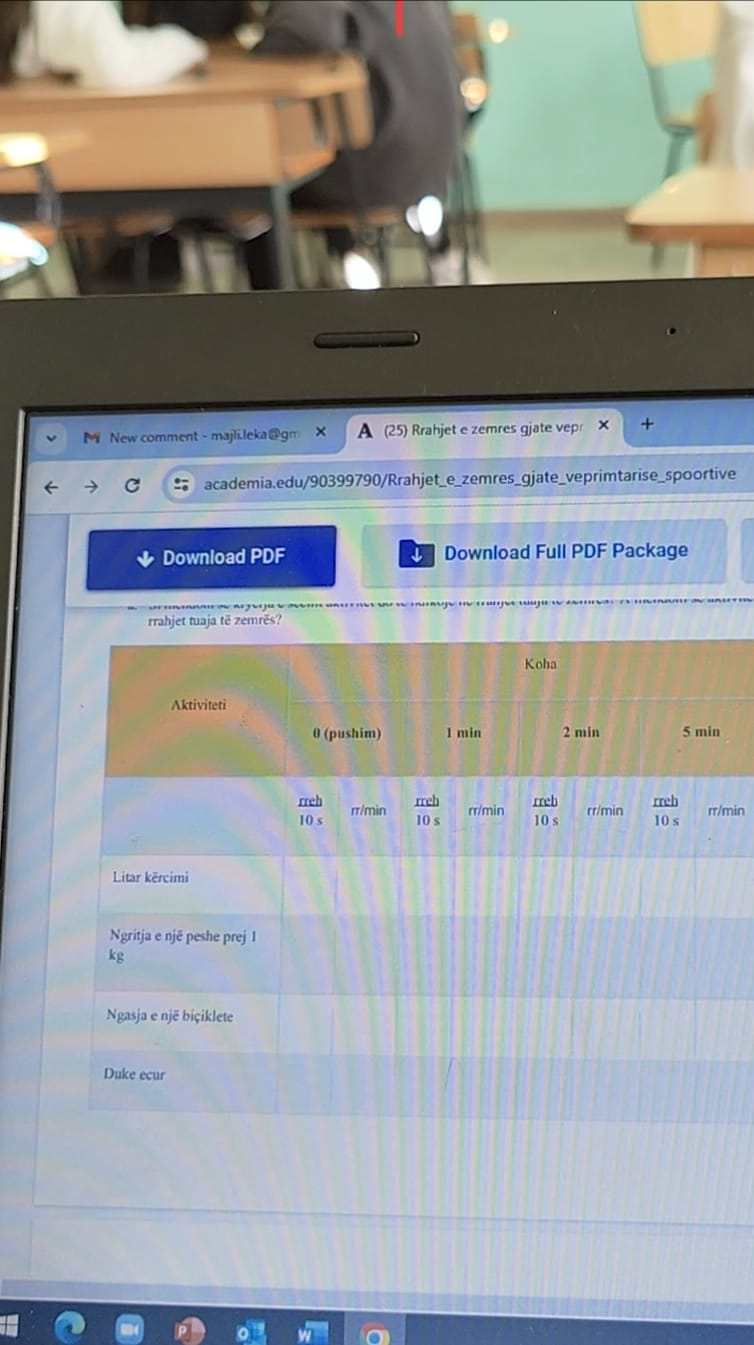 New comment - majli.leka@gm
A (25) Rrahjet e zemres gjate vepr
academia.edu/90399790/Rrahjet_e_zemres_gjate_veprimtarise_spoortive
Download PDF
Download Full PDF Package
rrahjet tuaja të zemrës?
Koha
Aktiviteti
0 (pushim) 1 min 2 min 5 min
rreh 10 s rr/min rreh 10 s rr/min rreh 10 s rr/min rreh 10 s rr/min
Litar kërcimi
Ngritja e një peshe prej 1
kg
Ngasja e një biçiklete
Duke ecur